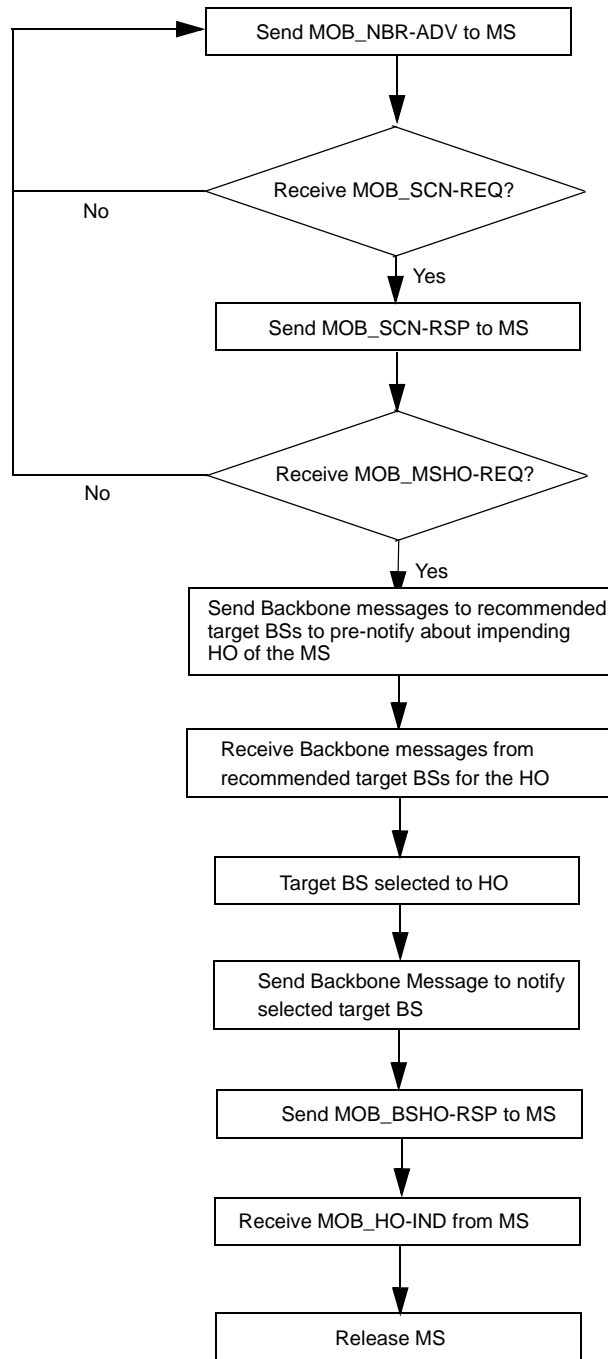 Send MOB_NBR-ADV to MS
Receive MOB_SCN-REQ?
No
Yes
Send MOB_SCN-RSP to MS
Receive MOB_MSHO-REQ?
No
Yes
Send Backbone messages to recommended
target BSs to pre-notify about impending
HO of the MS
Receive Backbone messages from
recommended target BSs for the HO
Target BS selected to HO
Send Backbone Message to notify
selected target BS
Send MOB_BSHO-RSP to MS
Receive MOB_HO-IND from MS
Release MS